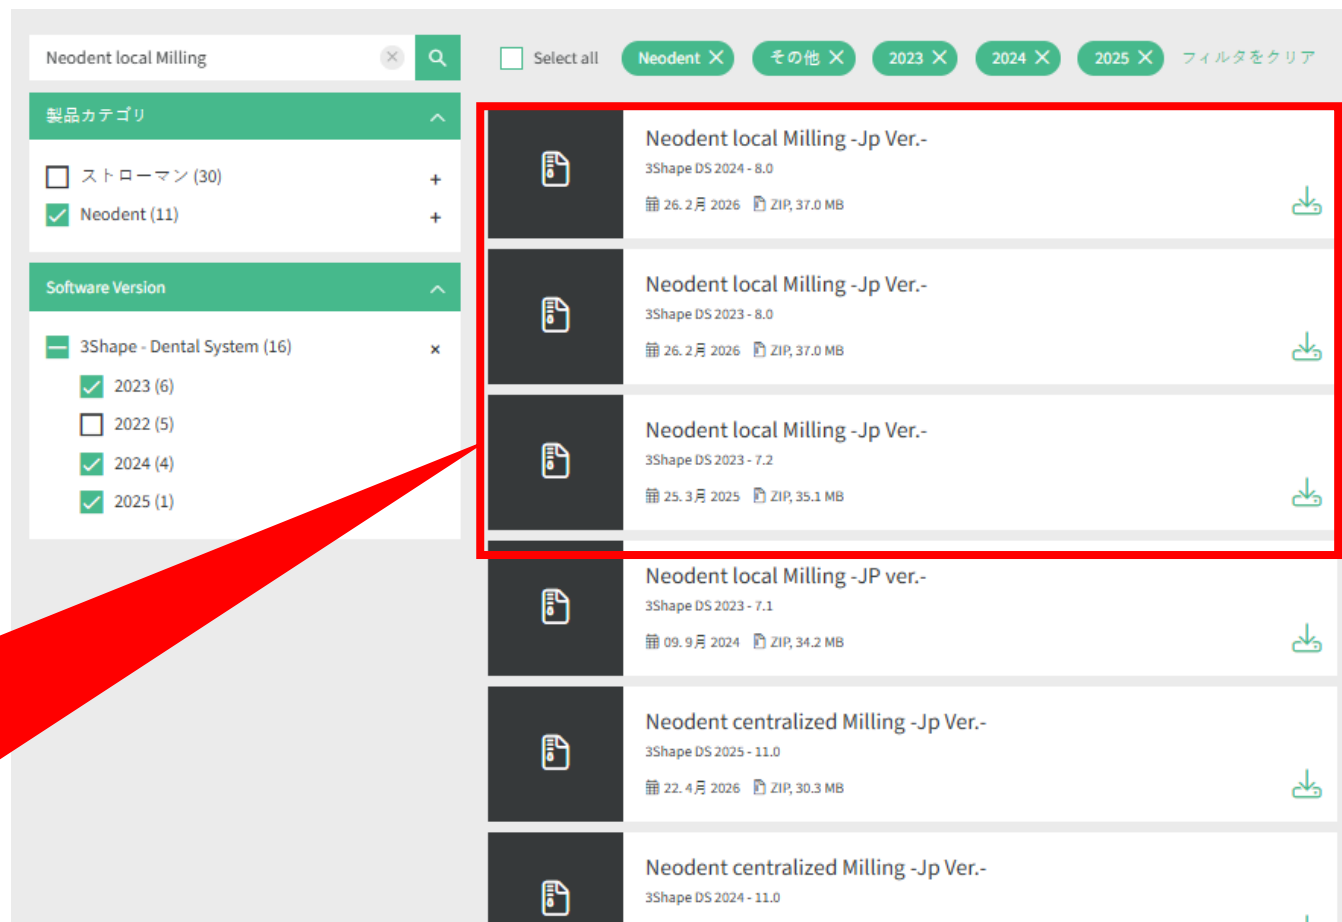 Neodent local Milling
Select all
Neodent
その他
2023
2024
2025
フィルタをクリア
製品カテゴリ
ストローマン (30)
+
Neodent (11)
+
Software Version
3Shape - Dental System (16)
2023 (6)
2022 (5)
2024 (4)
2025 (1)
Neodent local Milling -Jp Ver.-
3Shape DS 2024 - 8.0
26. 2月 2026 ZIP, 37.0 MB
Neodent local Milling -Jp Ver.-
3Shape DS 2023 - 8.0
26. 2月 2026 ZIP, 37.0 MB
Neodent local Milling -Jp Ver.-
3Shape DS 2023 - 7.2
25. 3月 2025 ZIP, 35.1 MB
Neodent local Milling -JP ver.-
3Shape DS 2023 - 7.1
09. 9月 2024 ZIP, 34.2 MB
Neodent centralized Milling -Jp Ver.-
3Shape DS 2025 - 11.0
22. 4月 2026 ZIP, 30.3 MB
Neodent centralized Milling -Jp Ver.-
3Shape DS 2024 - 11.0